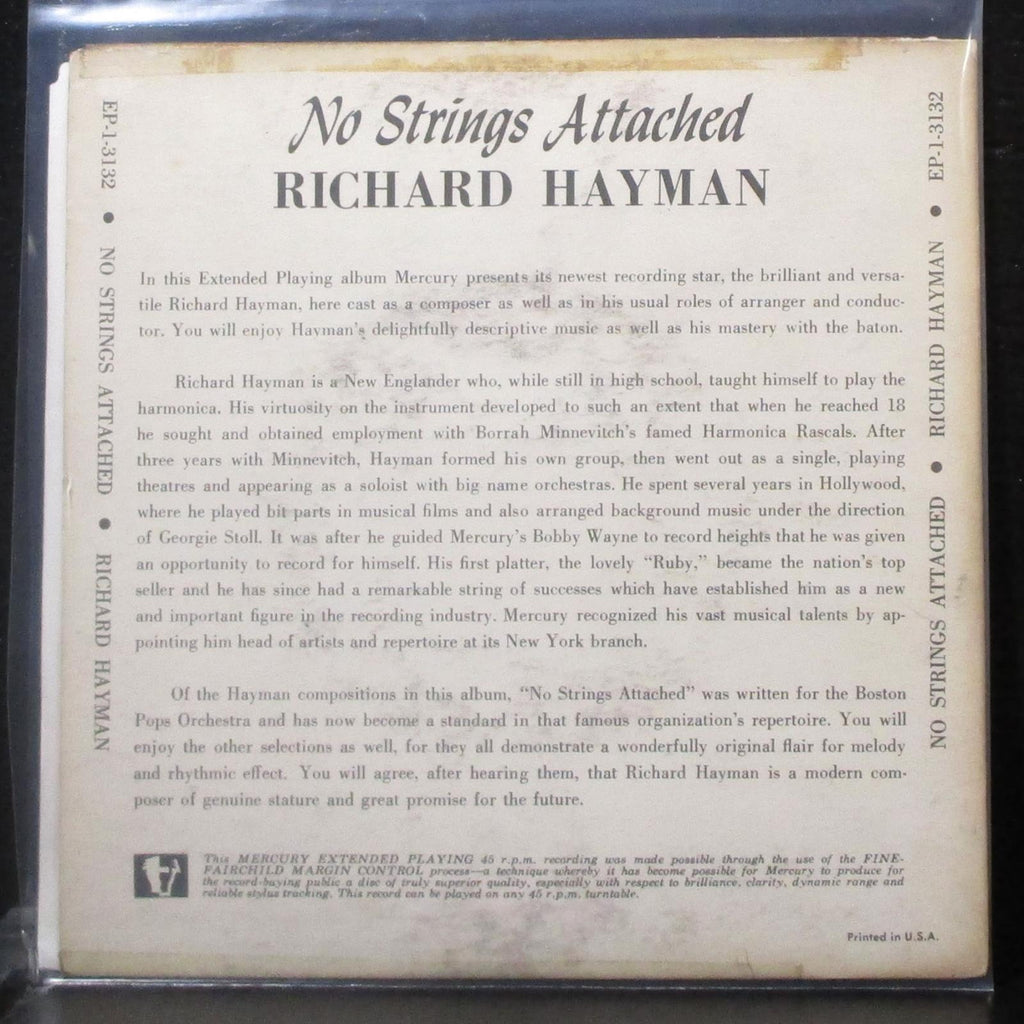 No Strings Attached
RICHARD HAYMAN
In this Extended Playing album Mercury presents its newest recording star, the brilliant and versa-
tile Richard Hayman, here cast as a composer as well as in his usual roles of arranger and conduc-
tor. You will enjoy Hayman's delightfully descriptive music as well as his mastery with the baton.
Richard Hayman is a New Englander who, while still in high school, taught himself to play the
harmonica. His virtuosity on the instrument developed to such an extent that when he reached 18
he sought and obtained employment with Borrah Minnevitch's famed Harmonica Rascals. After
three years with Minnevitch, Hayman formed his own group, then went out as a single, playing
theatres and appearing as a soloist with big name orchestras. He spent several years in Hollywood,
where he played bit parts in musical films and also arranged background music under the direction
of Georgie Stoll. It was after he guided Mercury's Bobby Wayne to record heights that he was given
an opportunity to record for himself. His first platter, the lovely "Ruby," became the nation's top
seller and he has since had a remarkable string of successes which have established him as a new
and important figure in the recording industry. Mercury recognized his vast musical talents by ap-
pointing him head of artists and repertoire at its New York branch.
Of the Hayman compositions in this album, "No Strings Attached" was written for the Boston
Pops Orchestra and has now become a standard in that famous organization's repertoire. You will
enjoy the other selections as well, for they all demonstrate a wonderfully original flair for melody
and rhythmic effect. You will agree, after hearing them, that Richard Hayman is a modern com-
poser of genuine stature and great promise for the future.
This MERCURY EXTENDED PLAYING 45 r.p.m. recording was made possible through the use of the FINE-
FAIRCHILD MARGIN CONTROL process—a technique whereby it has become possible for Mercury to produce for
the record-buying public a disc of truly superior quality, especially with respect to brilliance, clarity, dynamic range and
reliable stylus tracking. This record can be played on any 45 r.p.m. turntable.
Printed in U.S.A.
EP-1-3132 • NO STRINGS ATTACHED • RICHARD HAYMAN
NO STRINGS ATTACHED • RICHARD HAYMAN • EP-1-3132